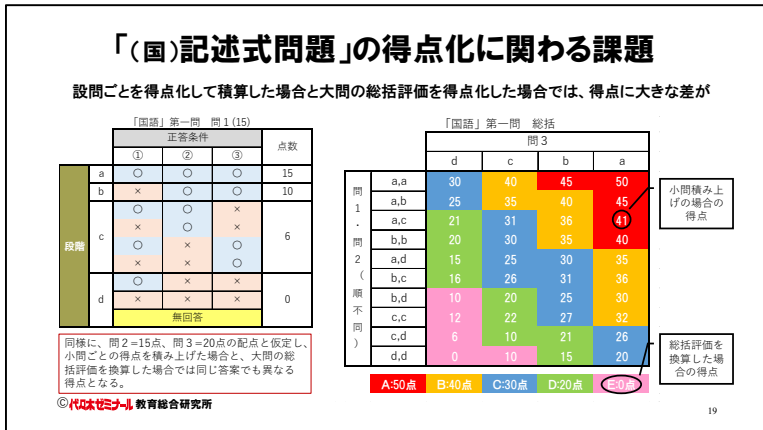 「(国)記述式問題」の得点化に関わる課題
設問ごとを得点化して積算した場合と大問の総括評価を得点化した場合では、得点に大きな差が
「国語」第一問 問1(15)
正答条件 点数
① ② ③
段階
a ○ ○ ○ 15
b × ○ ○ 10
c ○ ○ × 6
× ○ ×
○ × ○
× × ○
d ○ × × 0
× × ×
無回答
同様に、問2=15点、問3=20点の配点と仮定し、
小問ごとの得点を積み上げた場合と、大問の総
括評価を換算した場合では同じ答案でも異なる
得点となる。
「国語」第一問 総括
問3
d c b a
問1・問2(順不同)
a,a 30 40 45 50
a,b 25 35 40 45
a,c 21 31 36 41
b,b 20 30 35 40
a,d 15 25 30 35
b,c 16 26 31 36
b,d 10 20 25 30
c,c 12 22 27 32
c,d 6 10 21 26
d,d 0 10 15 20
A:50点 B:40点 C:30点 D:20点 E:0点
小問積み上
げの場合の
得点
総括評価を
換算した場
合の得点
©代々木ゼミナール 教育総合研究所
19